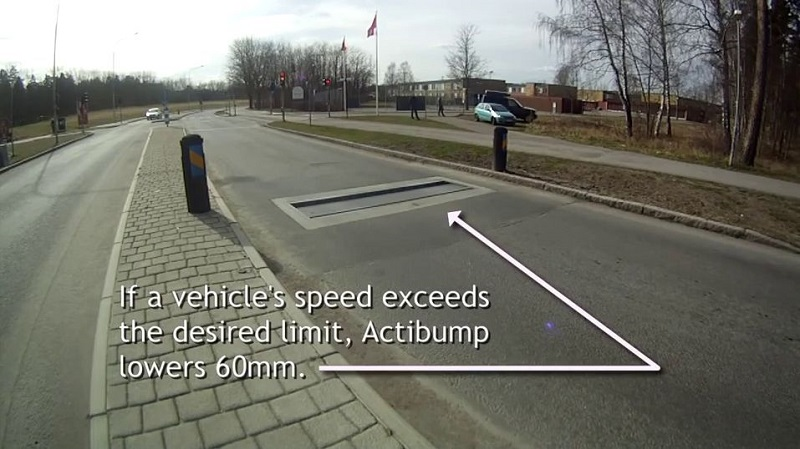 If a vehicle's speed exceeds
the desired limit, Actibump
lowers 60mm.